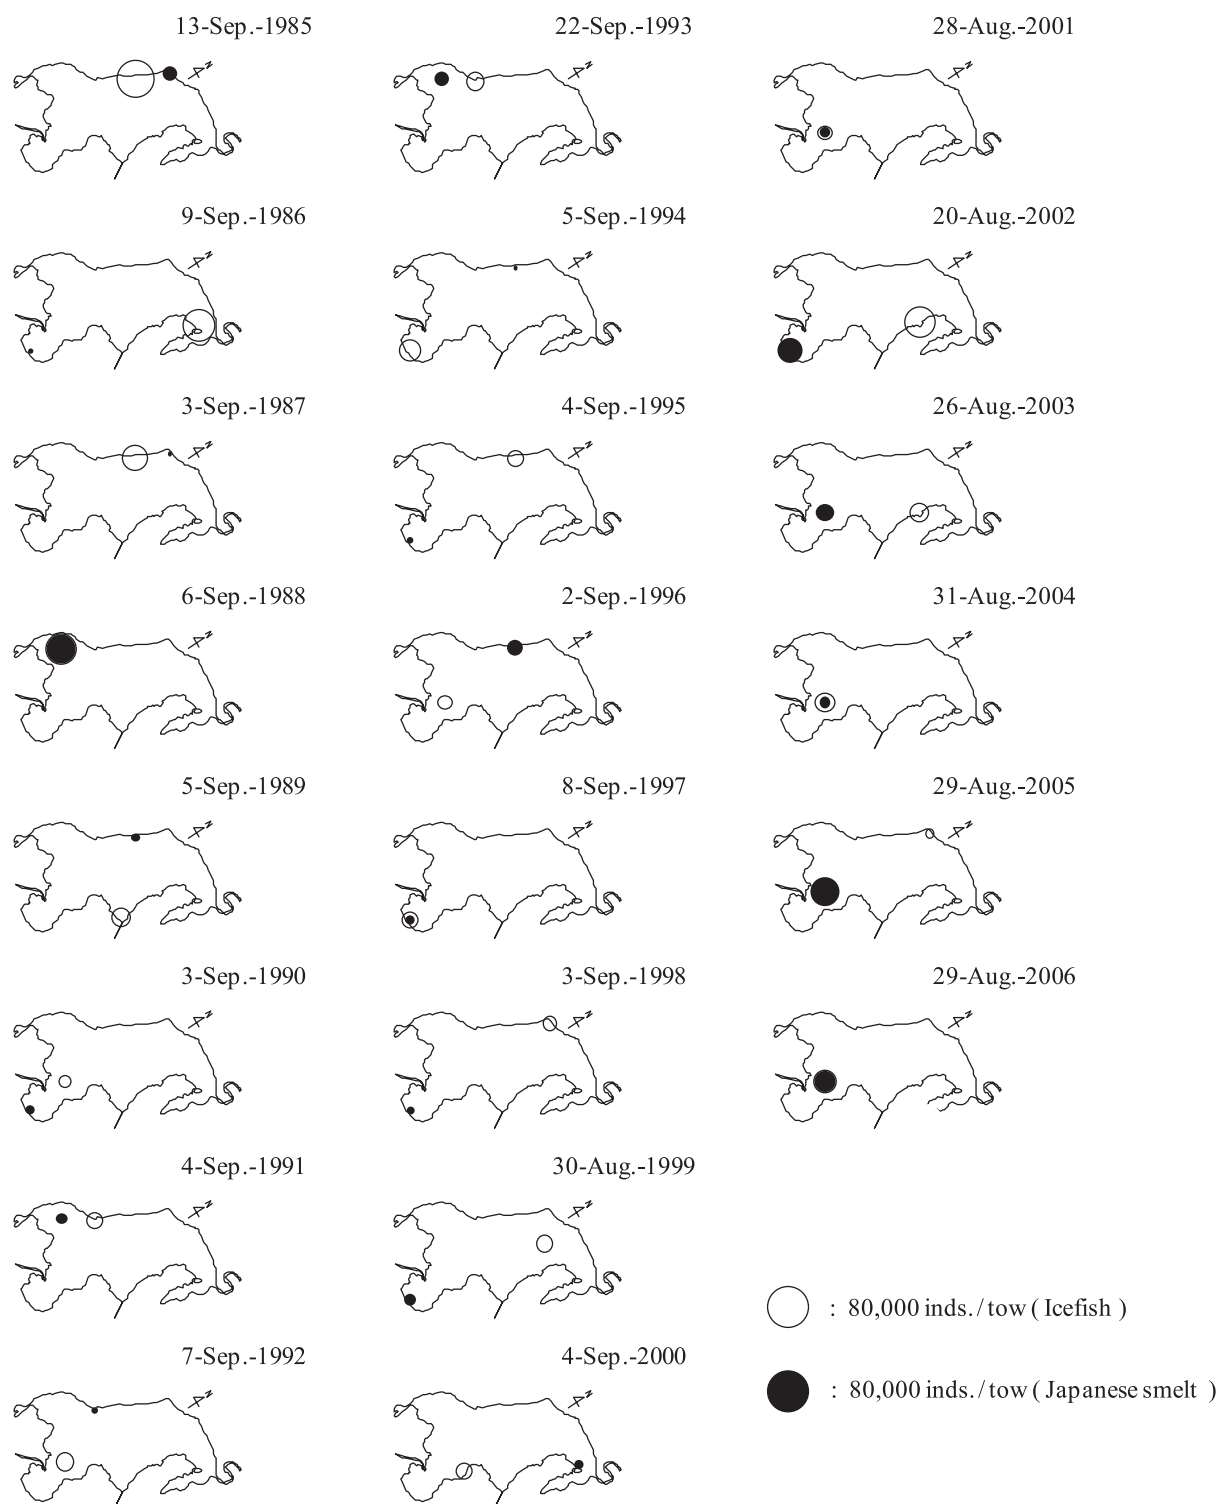 13-Sep.-1985
22-Sep.-1993
28-Aug.-2001
N
N
9-Sep.-1986
5-Sep.-1994
20-Aug.-2002
N
N
3-Sep.-1987
4-Sep.-1995
26-Aug.-2003
N
N
6-Sep.-1988
2-Sep.-1996
31-Aug.-2004
N
N
5-Sep.-1989
8-Sep.-1997
29-Aug.-2005
N
N
N
3-Sep.-1990
3-Sep.-1998
29-Aug.-2006
N
N
N
4-Sep.-1991
30-Aug.-1999
N
N
: 80,000 inds. / tow ( Icefish )
7-Sep.-1992
4-Sep.-2000
: 80,000 inds. / tow ( Japanese smelt )
N
N